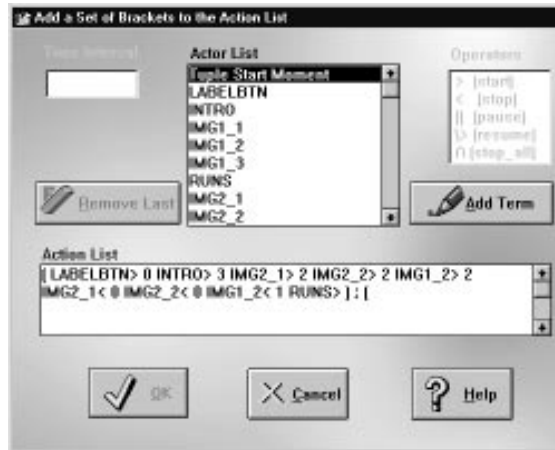 Add a Set of Brackets to the Action List
Time Interval
Actor List
Operators
Tuple Start Moment
LABELBTN
INTRO
IMG1_1
IMG1_2
IMG1_3
RUNS
IMG2_1
IMG2_2
> (start)
< (stop)
|| (pause)
|> (resume)
∩ (stop_all)
Remove Last
Add Term
Action List
( LABELBTN> 0 INTRO> 3 IMG2_1> 2 IMG2_2> 2 IMG1_2> 2
IMG2_1< 0 IMG2_2< 0 IMG1_2< 1 RUNS> ) ; (
OK
Cancel
Help